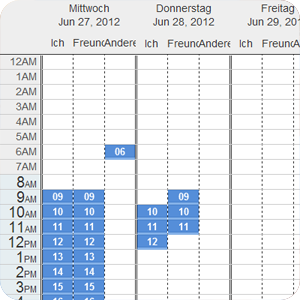 Mittwoch Donnerstag Freitag
Jun 27, 2012 Jun 28, 2012 Jun 29, 201
Ich Freund Andere Ich Freund Andere Ich Freun
12AM
1AM
2AM
3AM
4AM
5AM
6AM 06
7AM
8AM
9AM 09 09 09
10AM 10 10 10 10
11AM 11 11 11 11
12PM 12 12 12
1PM 13 13
2PM 14 14
3PM 15 15
16 16